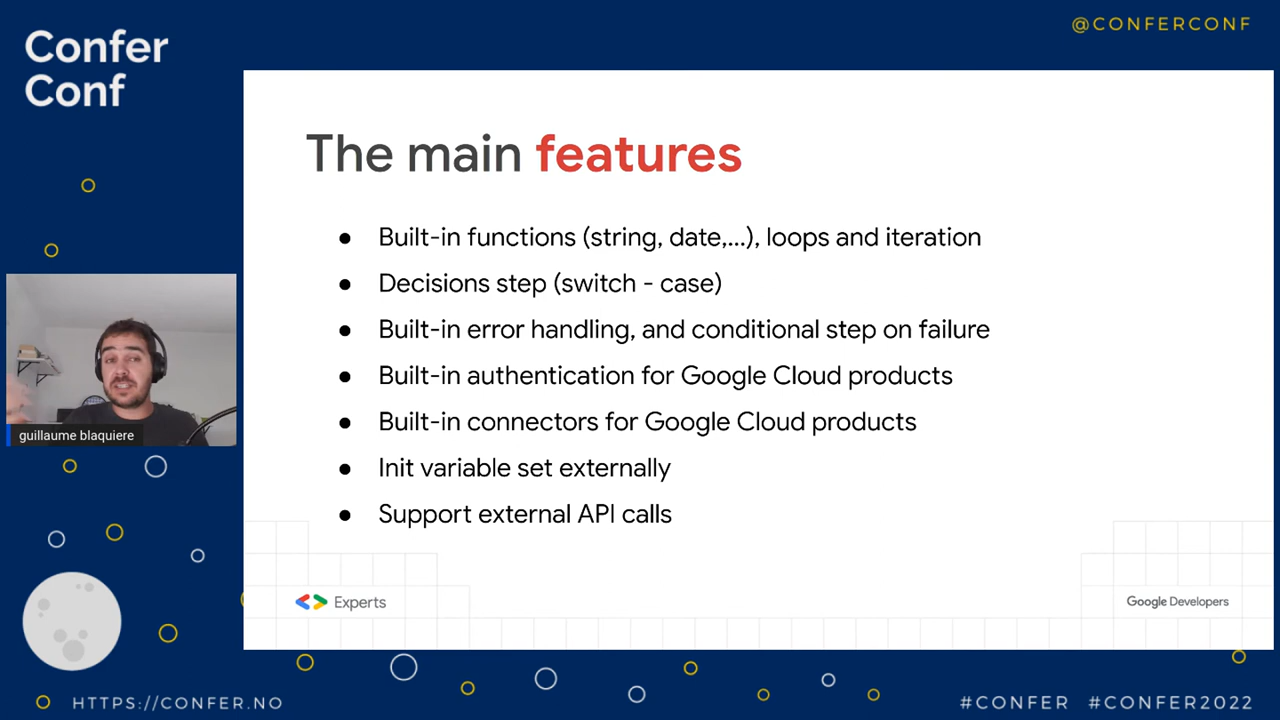 Confer
Conf
@CONFERCONF
The main features
● Built-in functions (string, date,...), loops and iteration
● Decisions step (switch - case)
● Built-in error handling, and conditional step on failure
● Built-in authentication for Google Cloud products
● Built-in connectors for Google Cloud products
● Init variable set externally
● Support external API calls
guillaume blaquiere
Experts
Google Developers
HTTPS://CONFER.NO
#CONFER #CONFER2022